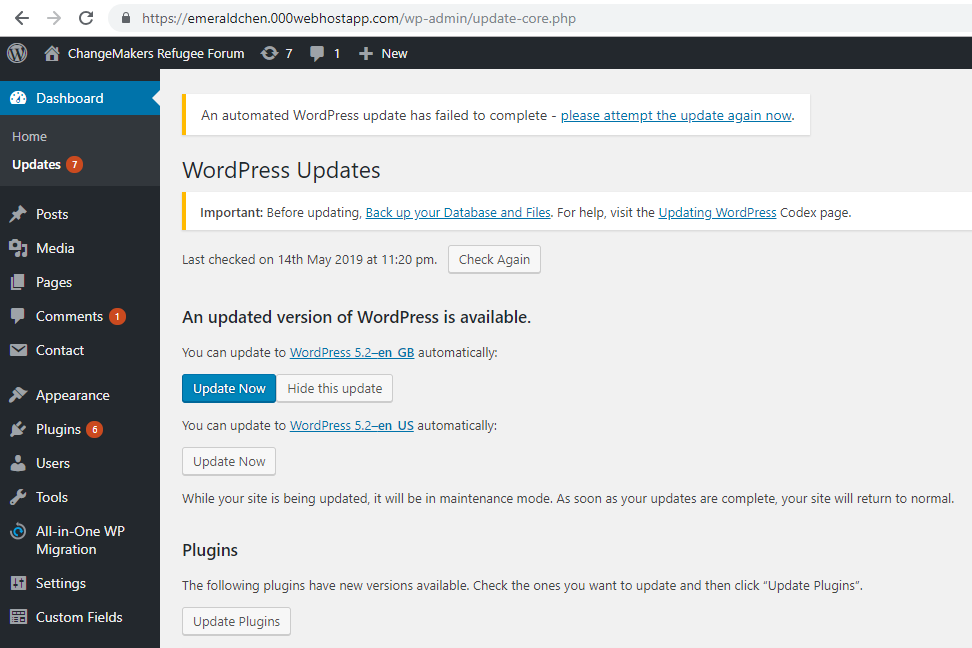 https://emeraldchen.000webhostapp.com/wp-admin/update-core.php
ChangeMakers Refugee Forum 7 1 New
Dashboard
Home
Updates 7
Posts
Media
Pages
Comments 1
Contact
Appearance
Plugins 6
Users
Tools
All-in-One WP
Migration
Settings
Custom Fields
An automated WordPress update has failed to complete - please attempt the update again now.
WordPress Updates
Important: Before updating, Back up your Database and Files. For help, visit the Updating WordPress Codex page.
Last checked on 14th May 2019 at 11:20 pm. Check Again
An updated version of WordPress is available.
You can update to WordPress 5.2–en_GB automatically:
Update Now Hide this update
You can update to WordPress 5.2–en_US automatically:
Update Now
While your site is being updated, it will be in maintenance mode. As soon as your updates are complete, your site will return to normal.
Plugins
The following plugins have new versions available. Check the ones you want to update and then click “Update Plugins”.
Update Plugins